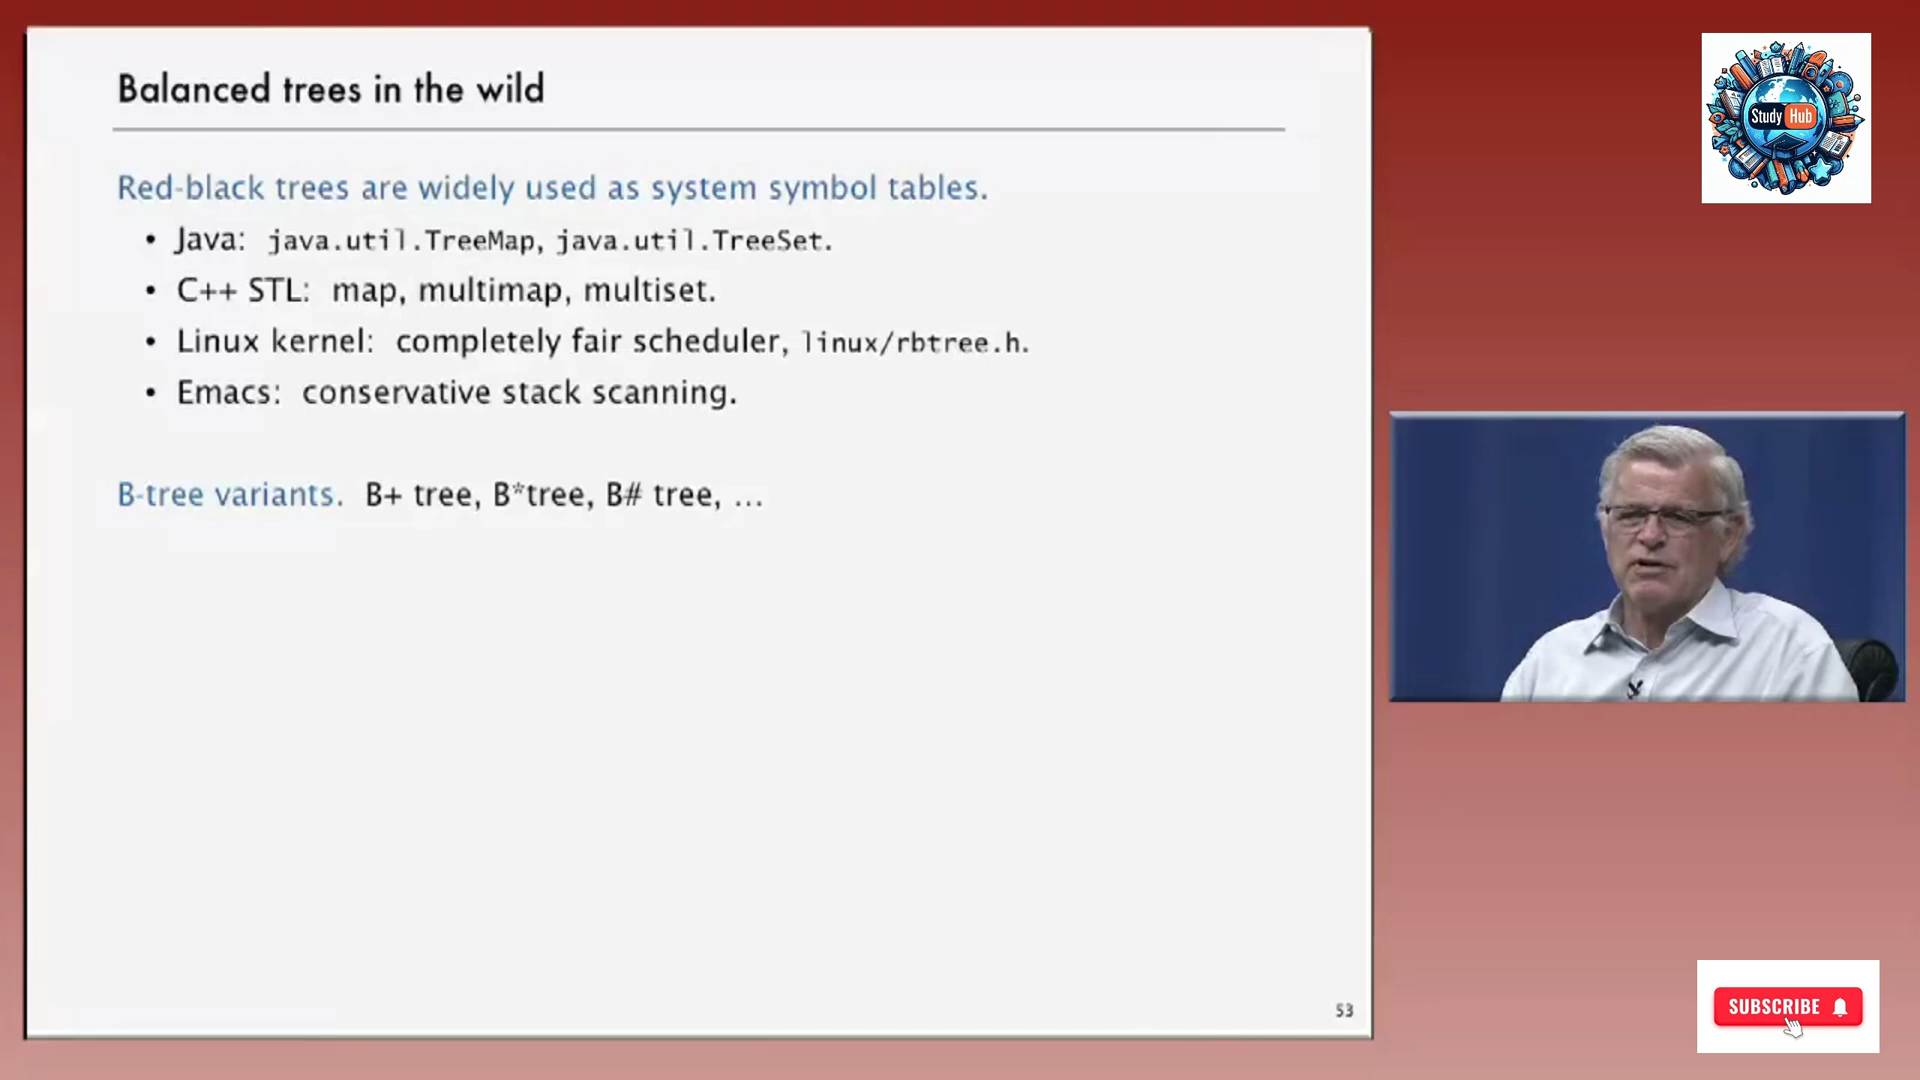 Balanced trees in the wild
Red-black trees are widely used as system symbol tables.
• Java: java.util.TreeMap, java.util.TreeSet.
• C++ STL: map, multimap, multiset.
• Linux kernel: completely fair scheduler, linux/rbtree.h.
• Emacs: conservative stack scanning.
B-tree variants. B+ tree, B*tree, B# tree, ...
53
Study Hub
SUBSCRIBE